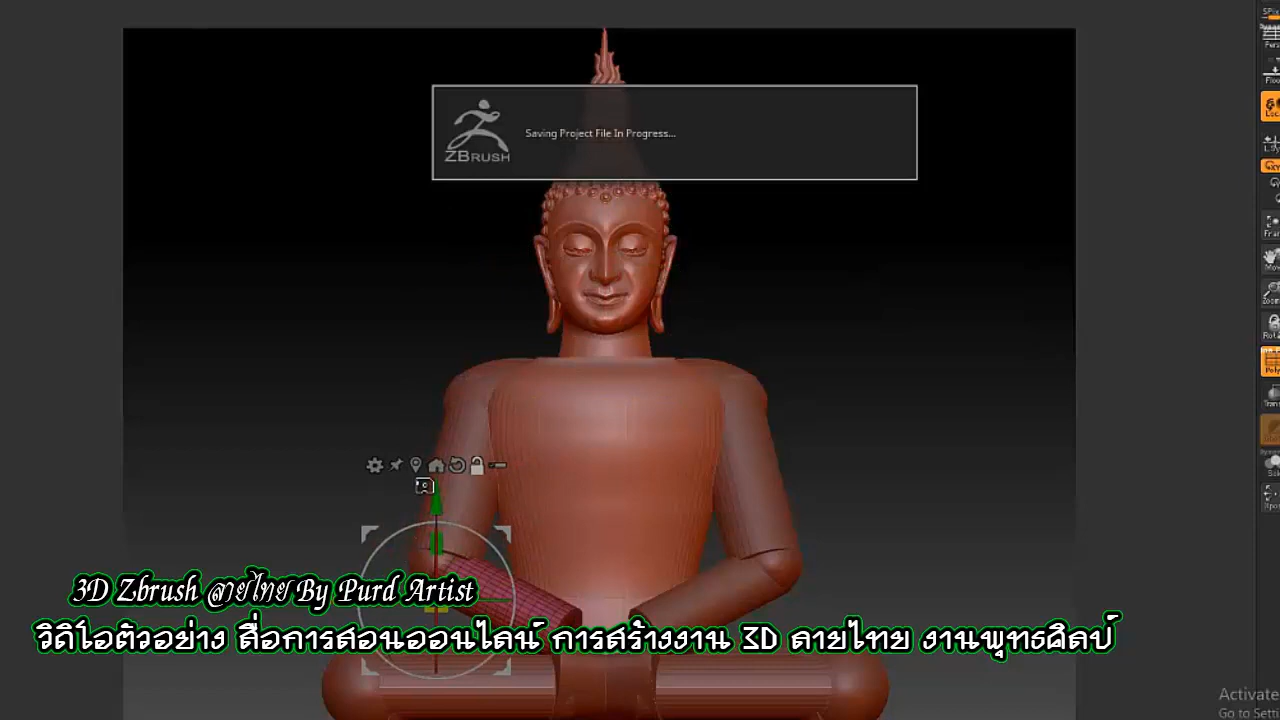 Saving Project File In Progress...
ZBRUSH
3D Zbrush ลายไทย By Purd Artist
วิดิโอตัวอย่าง สื่อการสอนออนไลน์ การสร้างงาน 3D ลายไทย งานพุทธศิลป์
Activate
Go to Setti